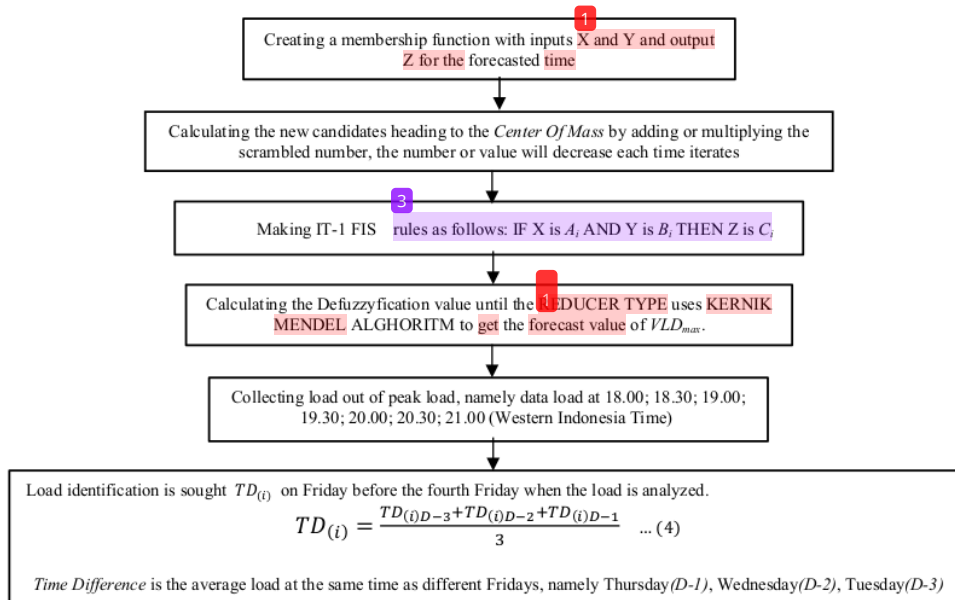 1
Creating a membership function with inputs X and Y and output
Z for the forecasted time
Calculating the new candidates heading to the Center Of Mass by adding or multiplying the
scrambled number, the number or value will decrease each time iterates
3
Making IT-1 FIS rules as follows: IF X is Aᵢ AND Y is Bᵢ THEN Z is Cᵢ
1
Calculating the Defuzzyfication value until the REDUCER TYPE uses KERNIK
MENDEL ALGHORITM to get the forecast value of VLDₘₐₓ.
Collecting load out of peak load, namely data load at 18.00; 18.30; 19.00;
19.30; 20.00; 20.30; 21.00 (Western Indonesia Time)
Load identification is sought TD₍ᵢ₎ on Friday before the fourth Friday when the load is analyzed.
TD₍ᵢ₎ = (TD₍ᵢ₎D−3+TD₍ᵢ₎D−2+TD₍ᵢ₎D−1)/3 ... (4)
Time Difference is the average load at the same time as different Fridays, namely Thursday(D-1), Wednesday(D-2), Tuesday(D-3)